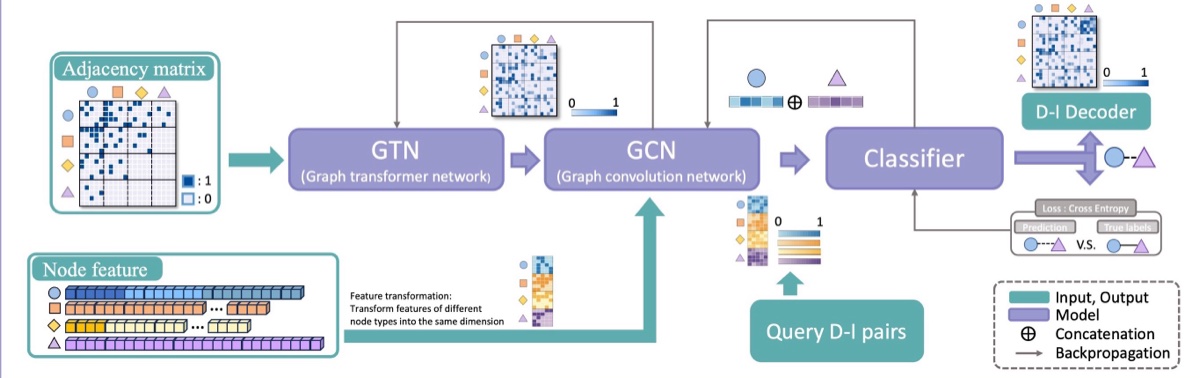 Adjacency matrix
: 1
: 0
GTN
(Graph transformer network)
0 1
GCN
(Graph convolution network)
Classifier
0 1
D-I Decoder
Loss : Cross Entropy
Prediction
True labels
V.S.
Node feature
...
...
Feature transformation:
Transform features of different
node types into the same dimension
0 1
Query D-I pairs
Input, Output
Model
Concatenation
Backpropagation